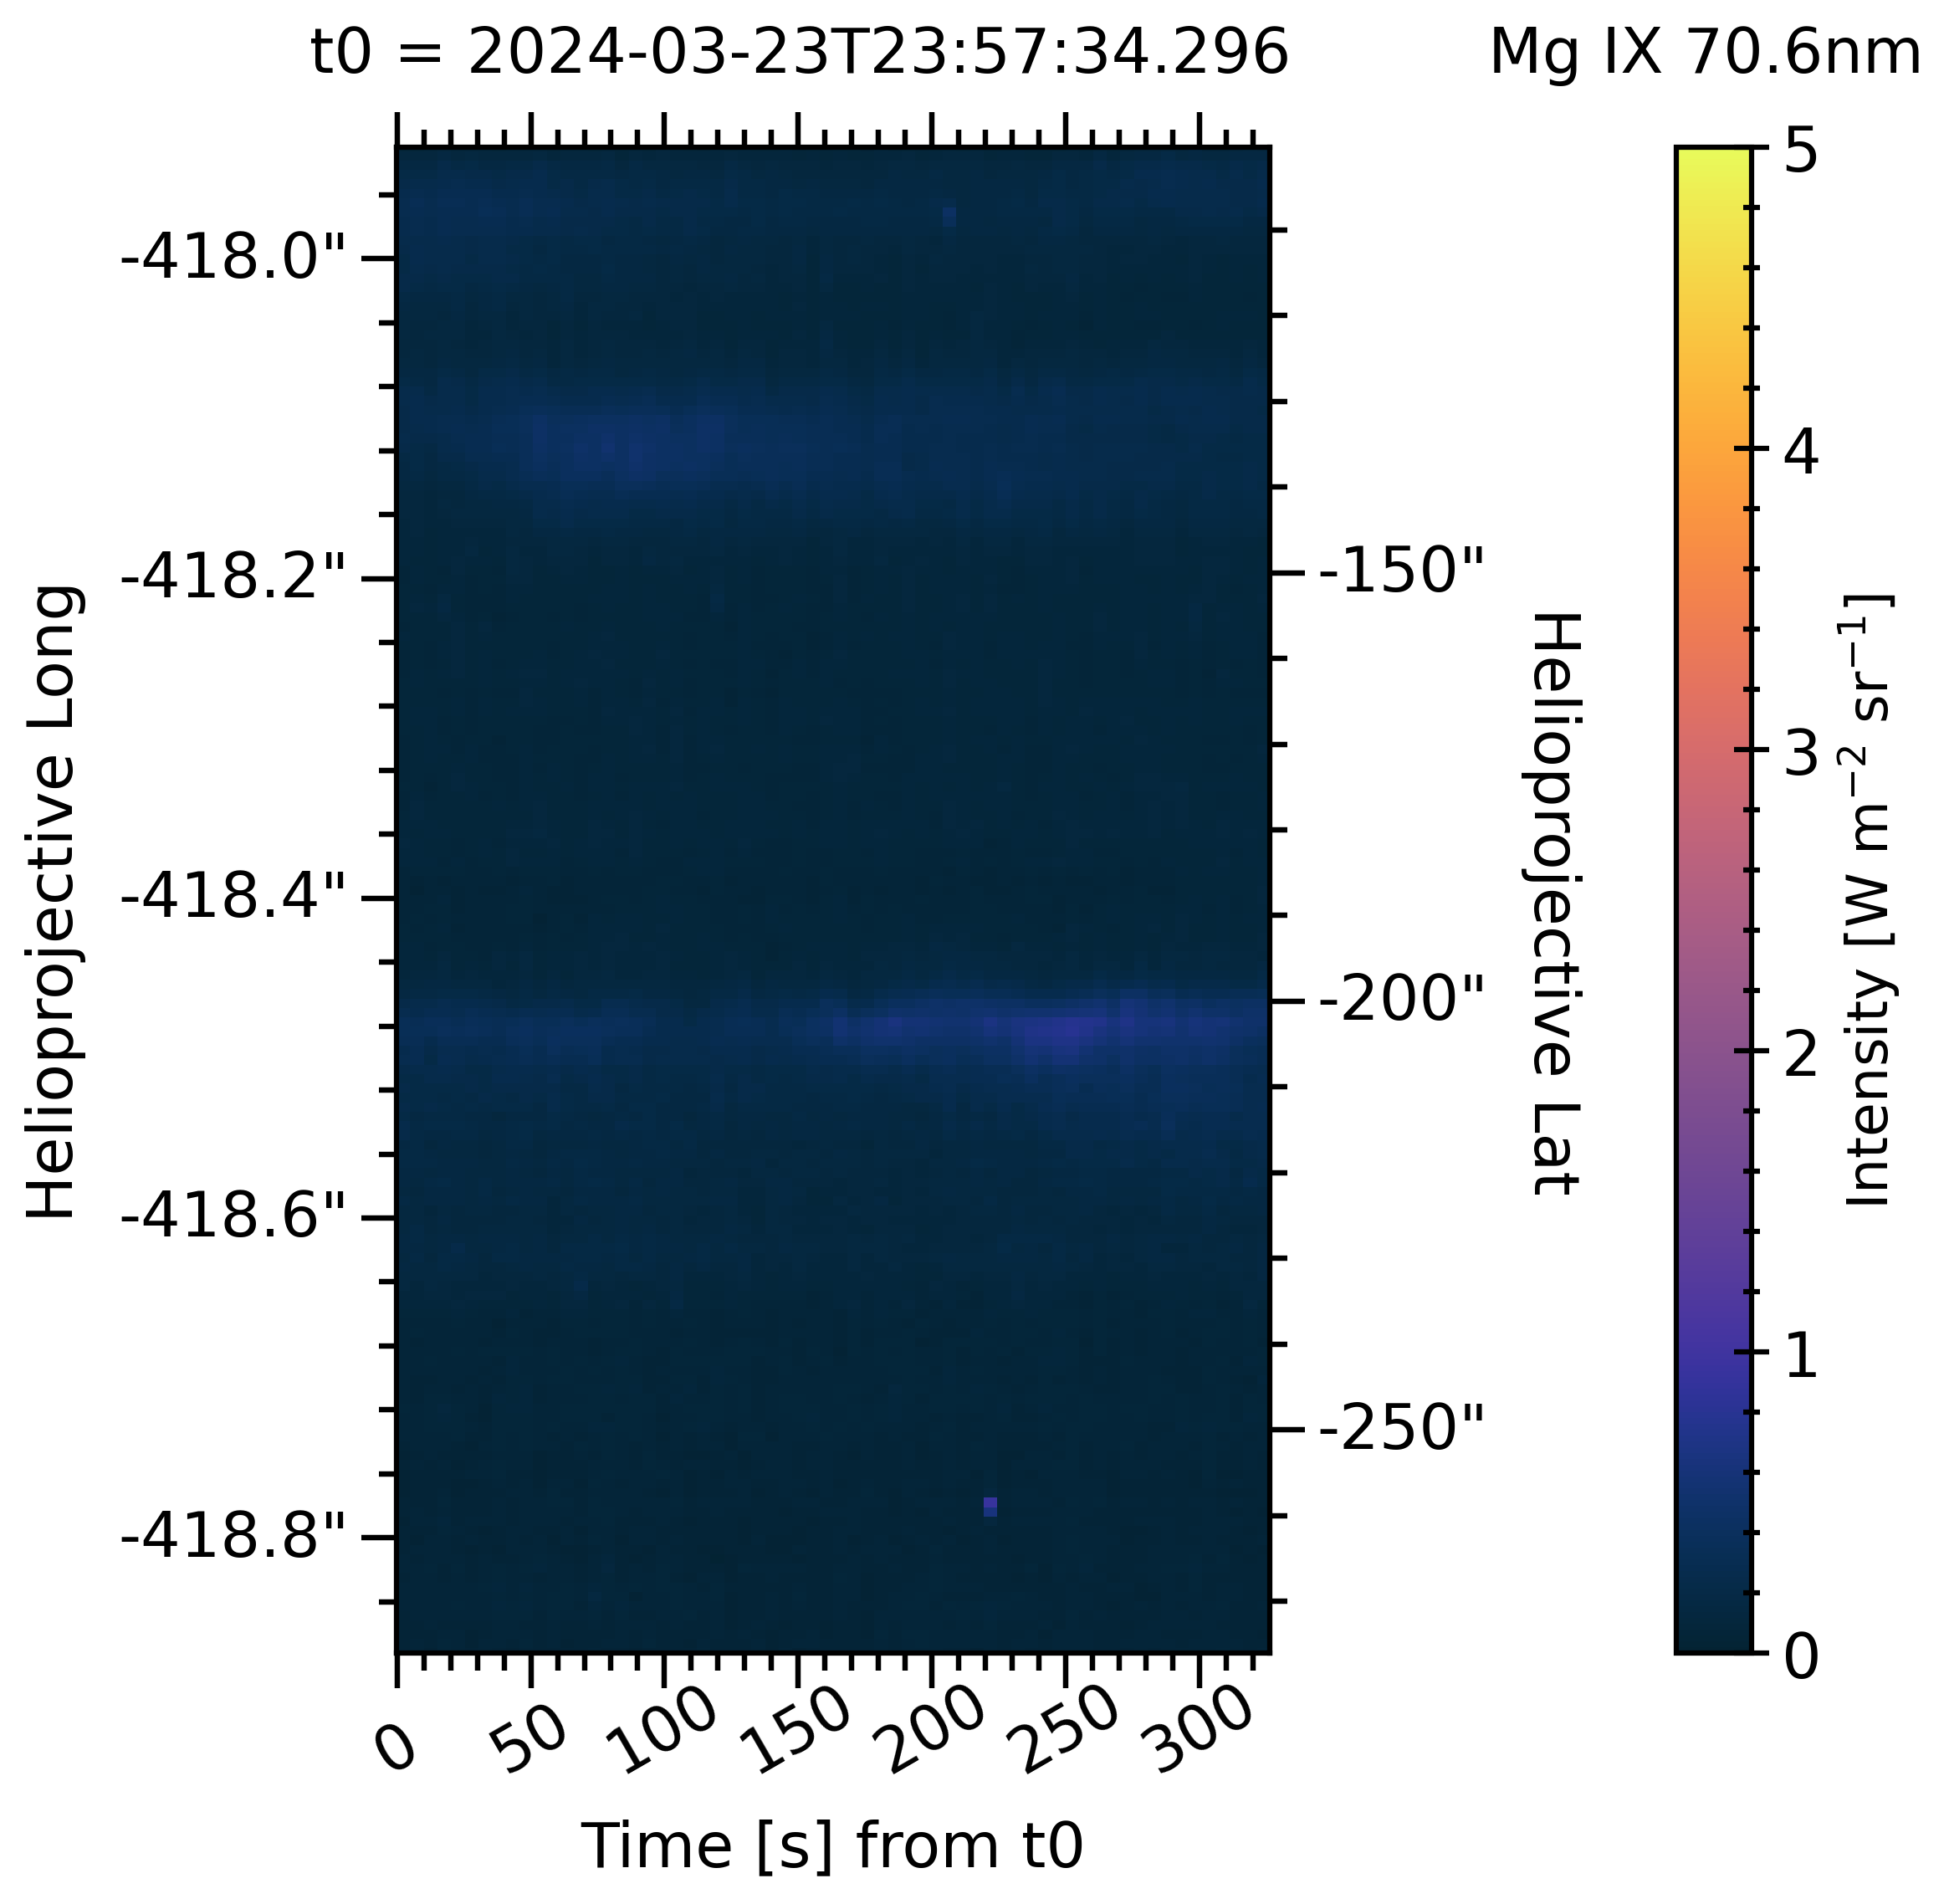 t0 = 2024-03-23T23:57:34.296
Mg IX 70.6nm
Helioprojective Long
-418.0"
-418.2"
-418.4"
-418.6"
-418.8"
-150"
-200"
-250"
Helioprojective Lat
5
4
3
2
1
0
Intensity [W m⁻² sr⁻¹]
0 50 100 150 200 250 300
Time [s] from t0